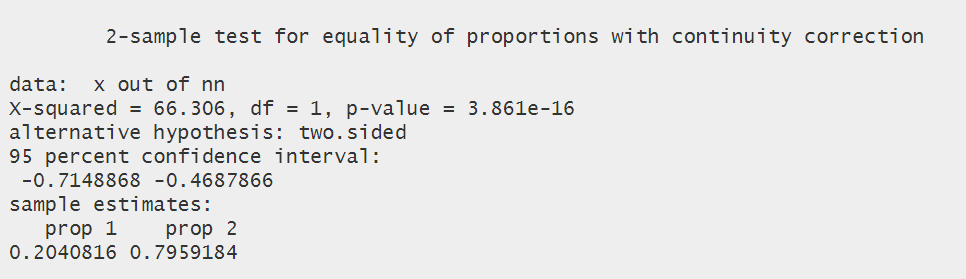 2-sample test for equality of proportions with continuity correction
data:  x out of nn
X-squared = 66.306, df = 1, p-value = 3.861e-16
alternative hypothesis: two.sided
95 percent confidence interval:
 -0.7148868 -0.4687866
sample estimates:
   prop 1    prop 2
0.2040816 0.7959184